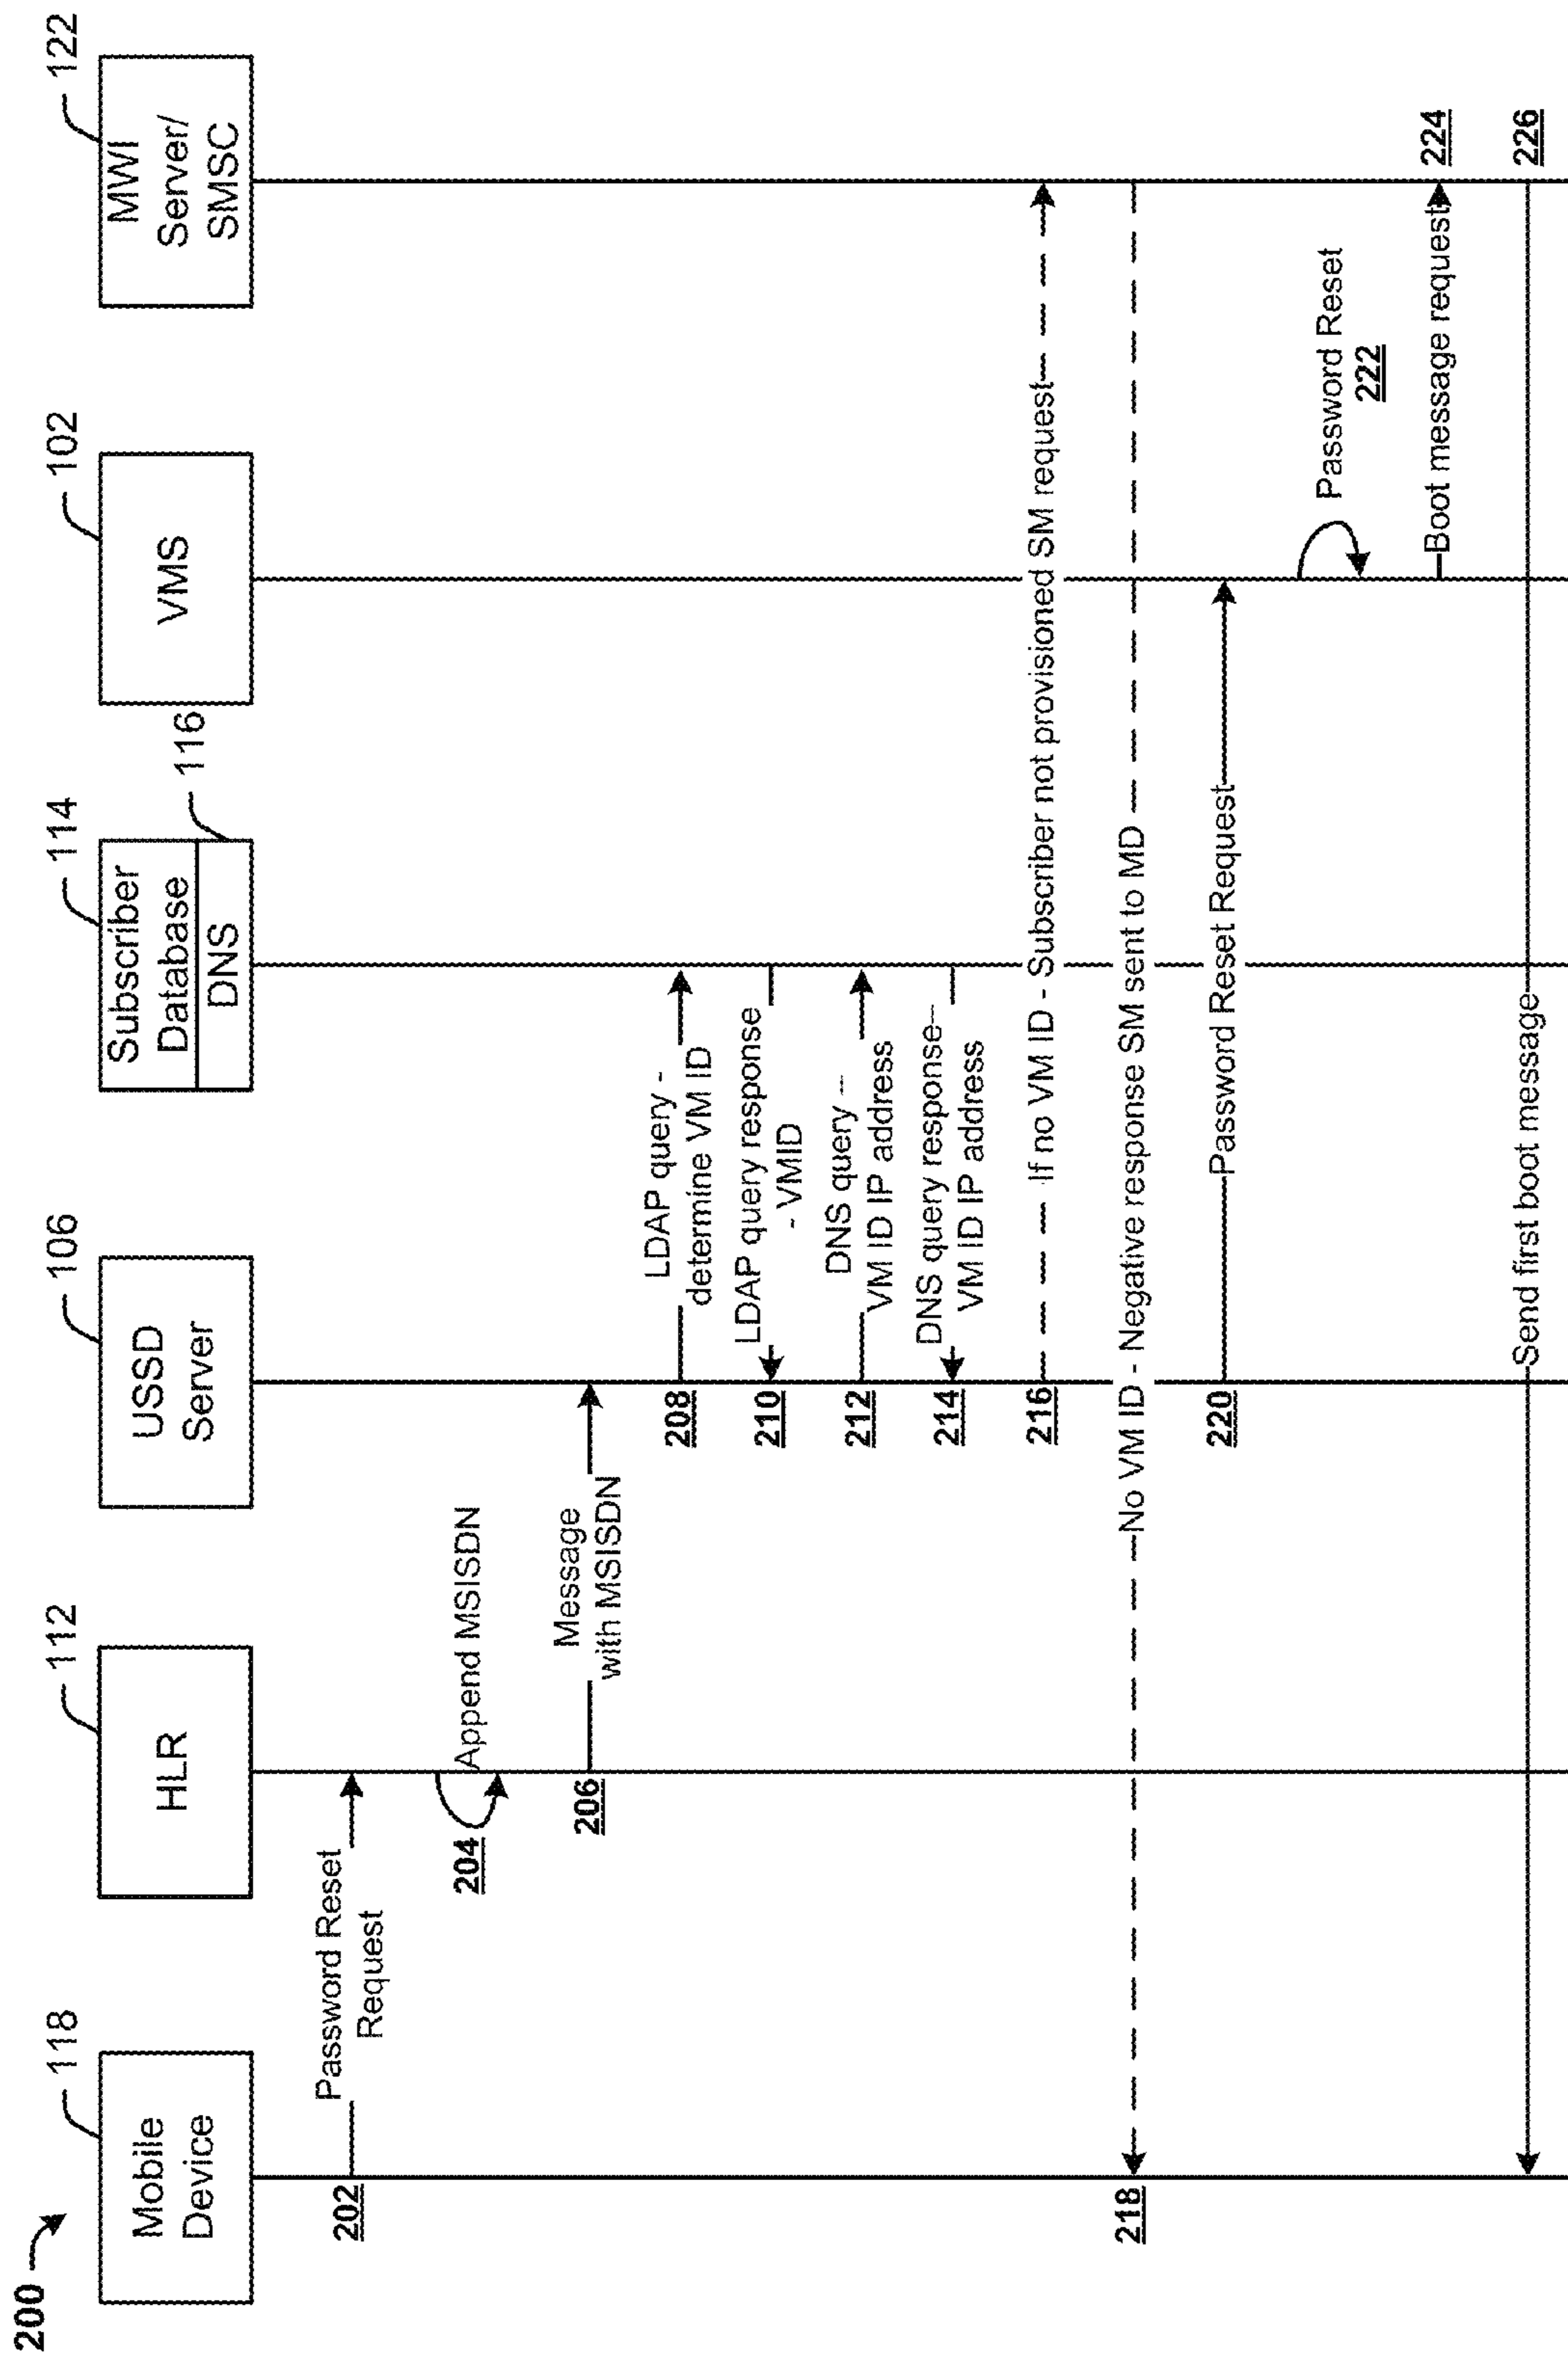 200
118
112
106
114
116
102
122
Mobile
Device
HLR
USSD
Server
Subscriber
Database
DNS
VMS
MWI
Server/
SMSC
202
Password Reset
Request
204
Append MSISDN
206
Message
with MSISDN
208
LDAP query -
determine VM ID
210
LDAP query response
- VMID
212
DNS query --
VM ID IP address
214
DNS query response--
VM ID IP address
216
If no VM ID - Subscriber not provisioned SM request
218
No VM ID - Negative response SM sent to MD
220
Password Reset Request
Password Reset
222
Boot message request
224
Send first boot message
226